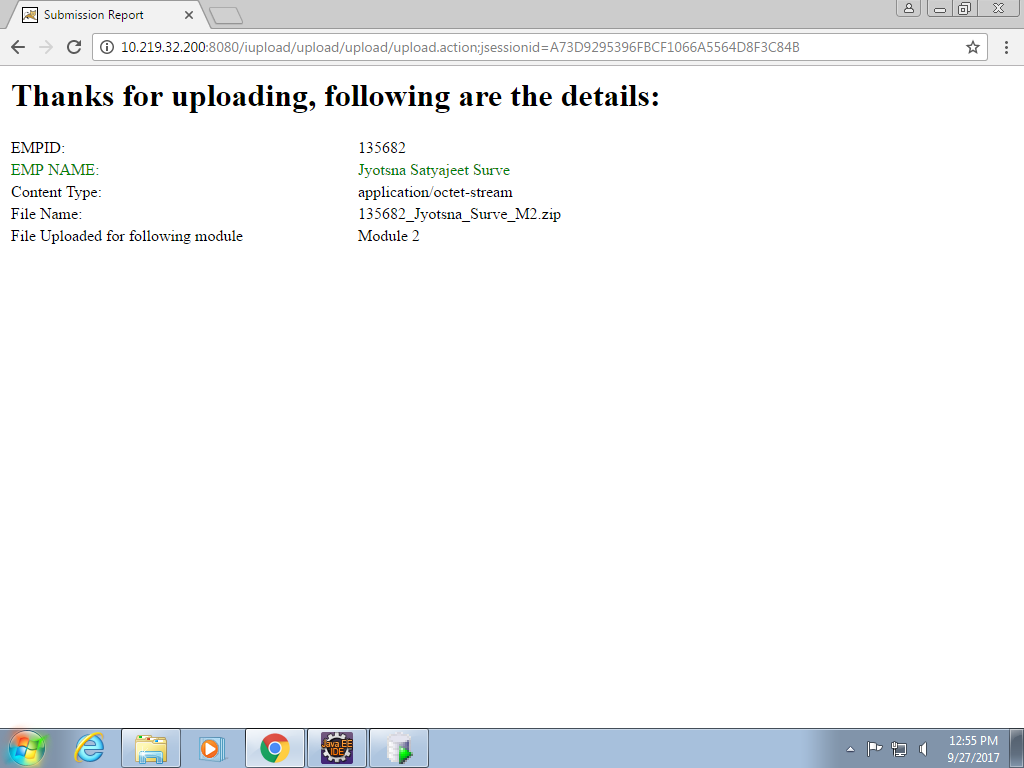 Submission Report
10.219.32.200:8080/iupload/upload/upload/upload.action;jsessionid=A73D9295396FBCF1066A5564D8F3C84B
Thanks for uploading, following are the details:
EMPID: 135682
EMP NAME: Jyotsna Satyajeet Surve
Content Type: application/octet-stream
File Name: 135682_Jyotsna_Surve_M2.zip
File Uploaded for following module Module 2
Java EE
IDE
12:55 PM
9/27/2017